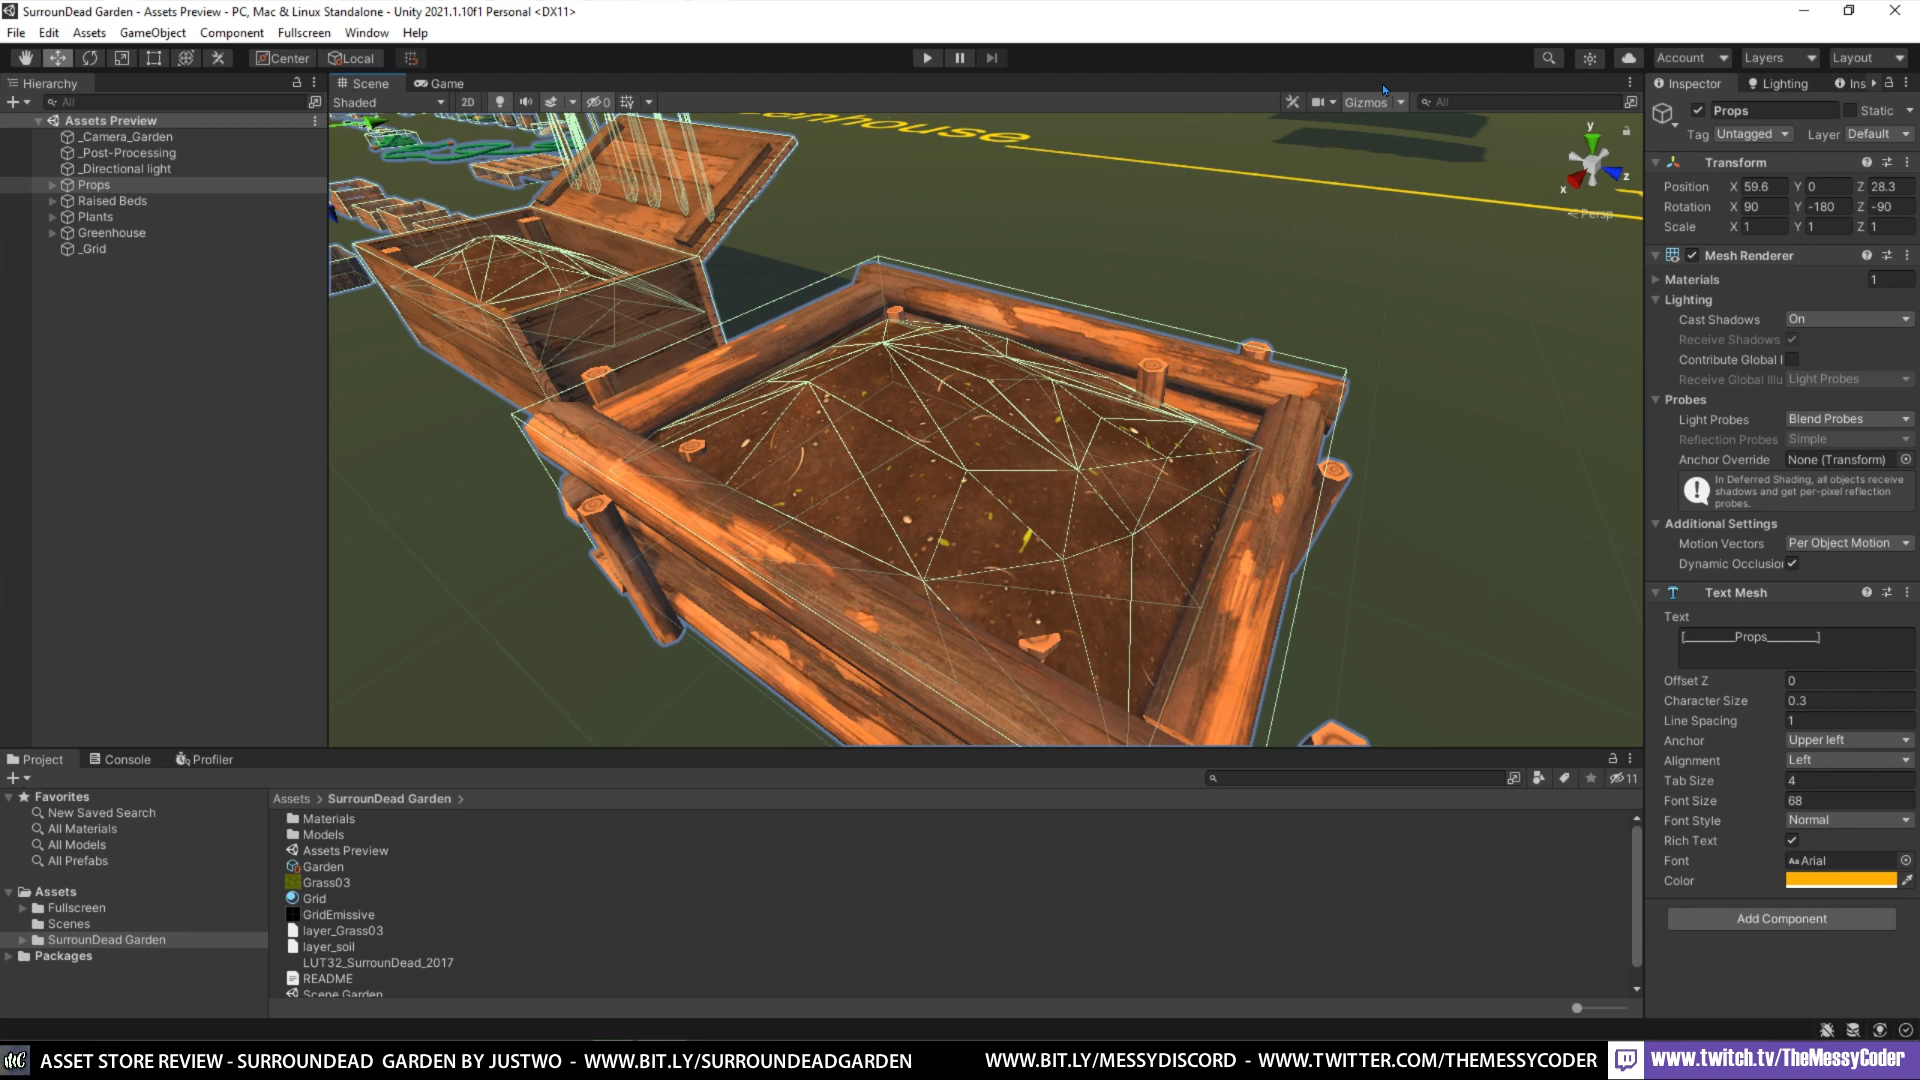 SurrounDead Garden - Assets Preview - PC, Mac & Linux Standalone - Unity 2021.1.10f1 Personal <DX11>
File Edit Assets GameObject Component Fullscreen Window Help
Center Local Account Layers Layout
Hierarchy
All
Assets Preview
_Camera_Garden
_Post-Processing
_Directional light
Props
Raised Beds
Plants
Greenhouse
_Grid
Scene Game
Shaded 2D 0 Gizmos All
y
x
z
Persp
Inspector Lighting Ins
Props Static
Tag Untagged Layer Default
Transform
Position X 59.6 Y 0 Z 28.3
Rotation X 90 Y -180 Z -90
Scale X 1 Y 1 Z 1
Mesh Renderer
Materials 1
Lighting
Cast Shadows On
Receive Shadows
Contribute Global I
Receive Global Illu Light Probes
Probes
Light Probes Blend Probes
Reflection Probes Simple
Anchor Override None (Transform)
In Deferred Shading, all objects receive
shadows and get per-pixel reflection
probes.
Additional Settings
Motion Vectors Per Object Motion
Dynamic Occlusion
Text Mesh
Text
[________Props________]
Offset Z 0
Character Size 0.3
Line Spacing 1
Anchor Upper left
Alignment Left
Tab Size 4
Font Size 68
Font Style Normal
Rich Text
Font Aa Arial
Color
Add Component
Project Console Profiler
11
Favorites
New Saved Search
All Materials
All Models
All Prefabs
Assets
Fullscreen
Scenes
SurrounDead Garden
Packages
Assets > SurrounDead Garden >
Materials
Models
Assets Preview
Garden
Grass03
Grid
GridEmissive
layer_Grass03
layer_soil
LUT32_SurrounDead_2017
README
Scene Garden
MC ASSET STORE REVIEW - SURROUNDEAD GARDEN BY JUSTWO - WWW.BIT.LY/SURROUNDEADGARDEN WWW.BIT.LY/MESSYDISCORD - WWW.TWITTER.COM/THEMESSYCODER www.twitch.tv/TheMessyCoder